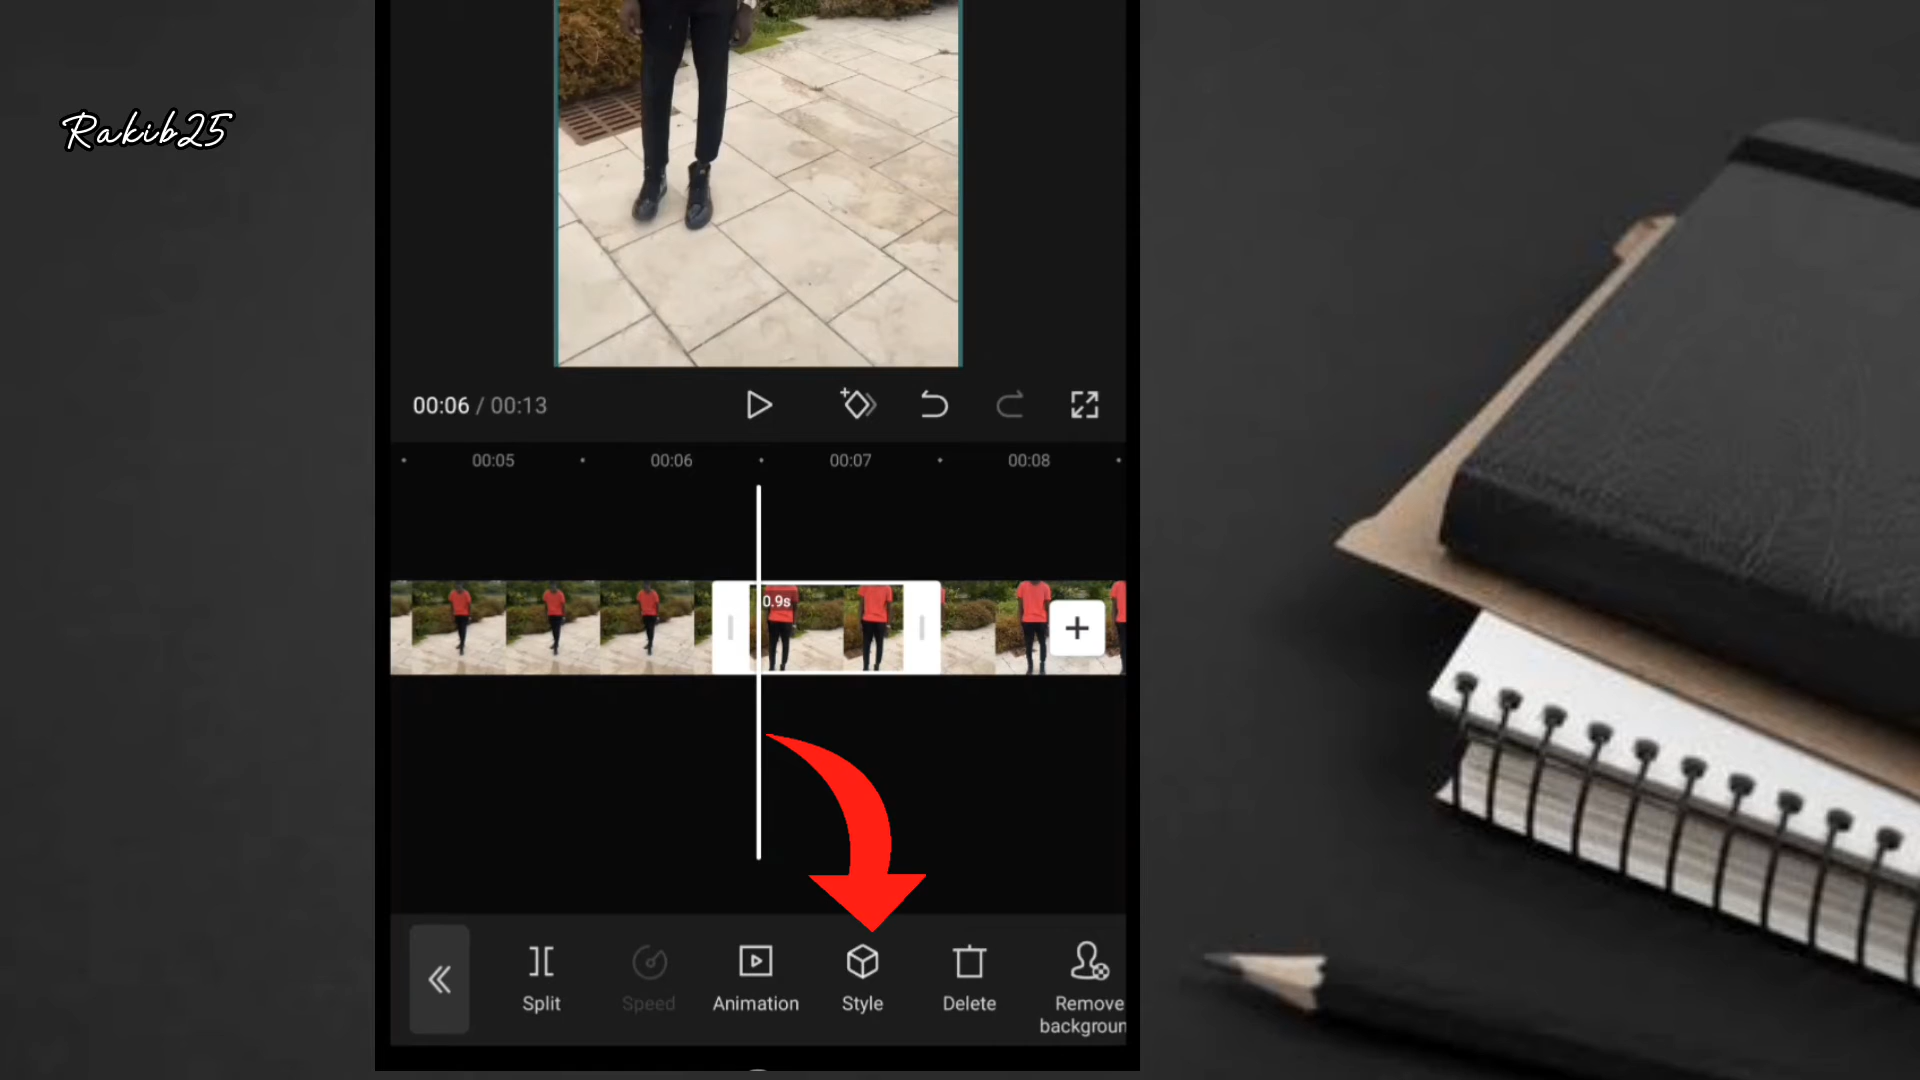 Rakib25
00:06 / 00:13
00:05 00:06 00:07 00:08
0.9s
Split Speed Animation Style Delete Remove
backgroun